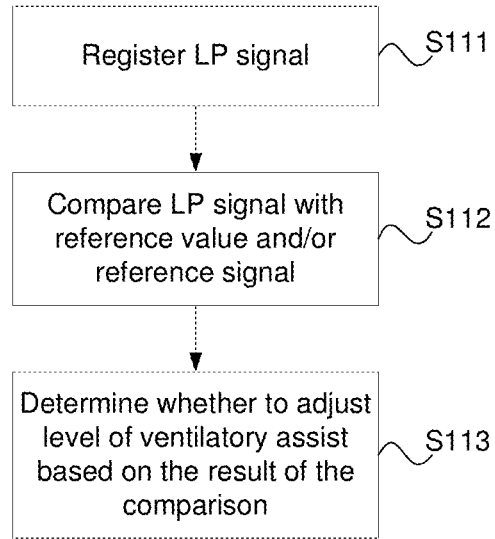 Register LP signal
S111
Compare LP signal with
reference value and/or
reference signal
S112
Determine whether to adjust
level of ventilatory assist
based on the result of the
comparison
S113